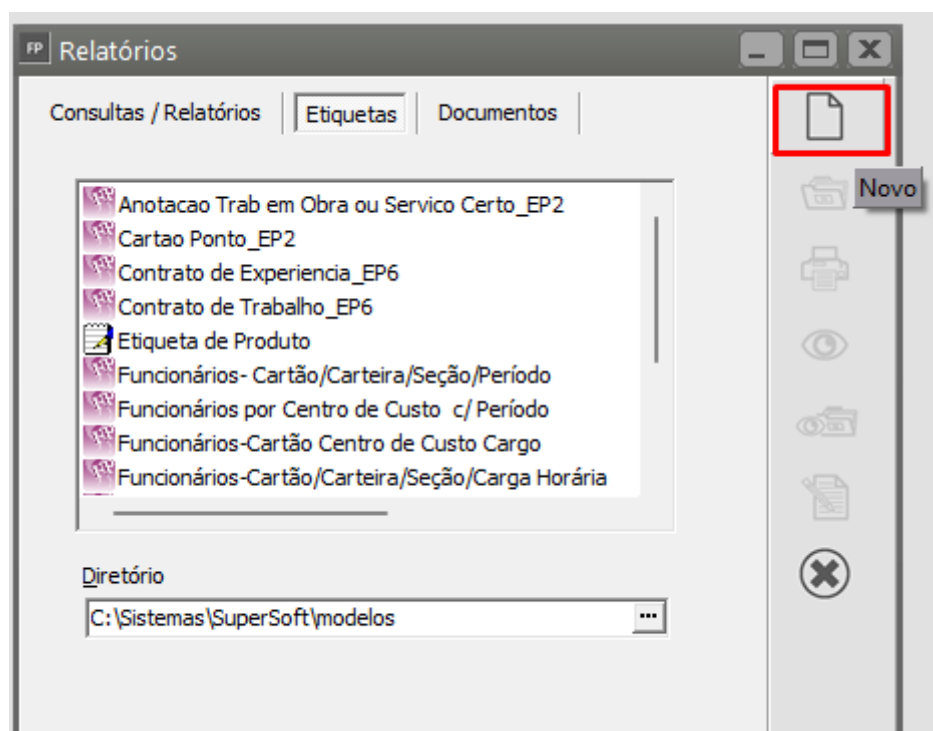 FP Relatórios
Consultas / Relatórios Etiquetas Documentos
Novo
Anotacao Trab em Obra ou Servico Certo_EP2
Cartao Ponto_EP2
Contrato de Experiencia_EP6
Contrato de Trabalho_EP6
Etiqueta de Produto
Funcionários- Cartão/Carteira/Seção/Período
Funcionários por Centro de Custo c/ Período
Funcionários-Cartão Centro de Custo Cargo
Funcionários-Cartão/Carteira/Seção/Carga Horária
Diretório
C:\Sistemas\SuperSoft\modelos ...